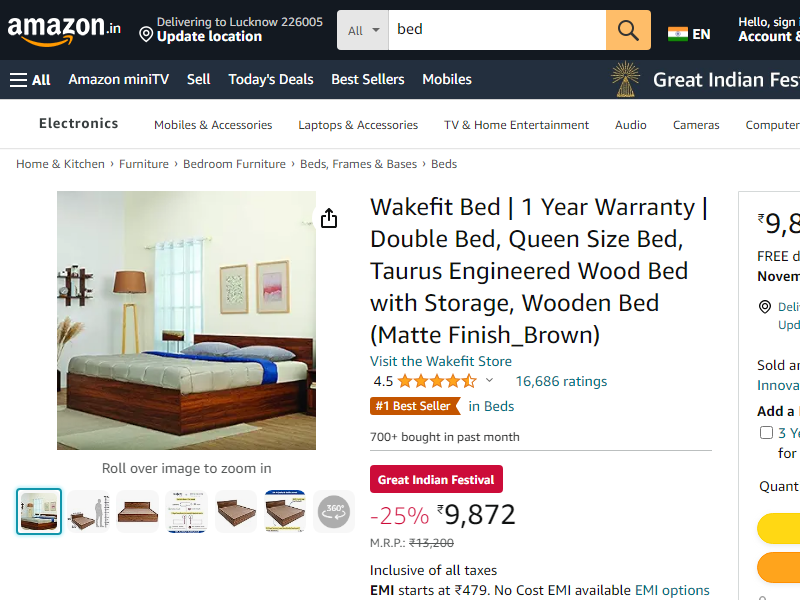 amazon.in
Delivering to Lucknow 226005
Update location
All
bed
EN
Hello, sign
Account &
All
Amazon miniTV
Sell
Today's Deals
Best Sellers
Mobiles
Great Indian Fes
Electronics
Mobiles & Accessories
Laptops & Accessories
TV & Home Entertainment
Audio
Cameras
Computer
Home & Kitchen › Furniture › Bedroom Furniture › Beds, Frames & Bases › Beds
Wakefit Bed | 1 Year Warranty |
Double Bed, Queen Size Bed,
Taurus Engineered Wood Bed
with Storage, Wooden Bed
(Matte Finish_Brown)
Visit the Wakefit Store
4.5
16,686 ratings
#1 Best Seller in Beds
700+ bought in past month
Great Indian Festival
-25% ₹9,872
M.R.P.: ₹13,200
Inclusive of all taxes
EMI starts at ₹479. No Cost EMI available EMI options
Roll over image to zoom in
360°
₹9,8
FREE d
Novem
Deli
Upd
Sold an
Innova
Add a
3 Ye
for
Quant